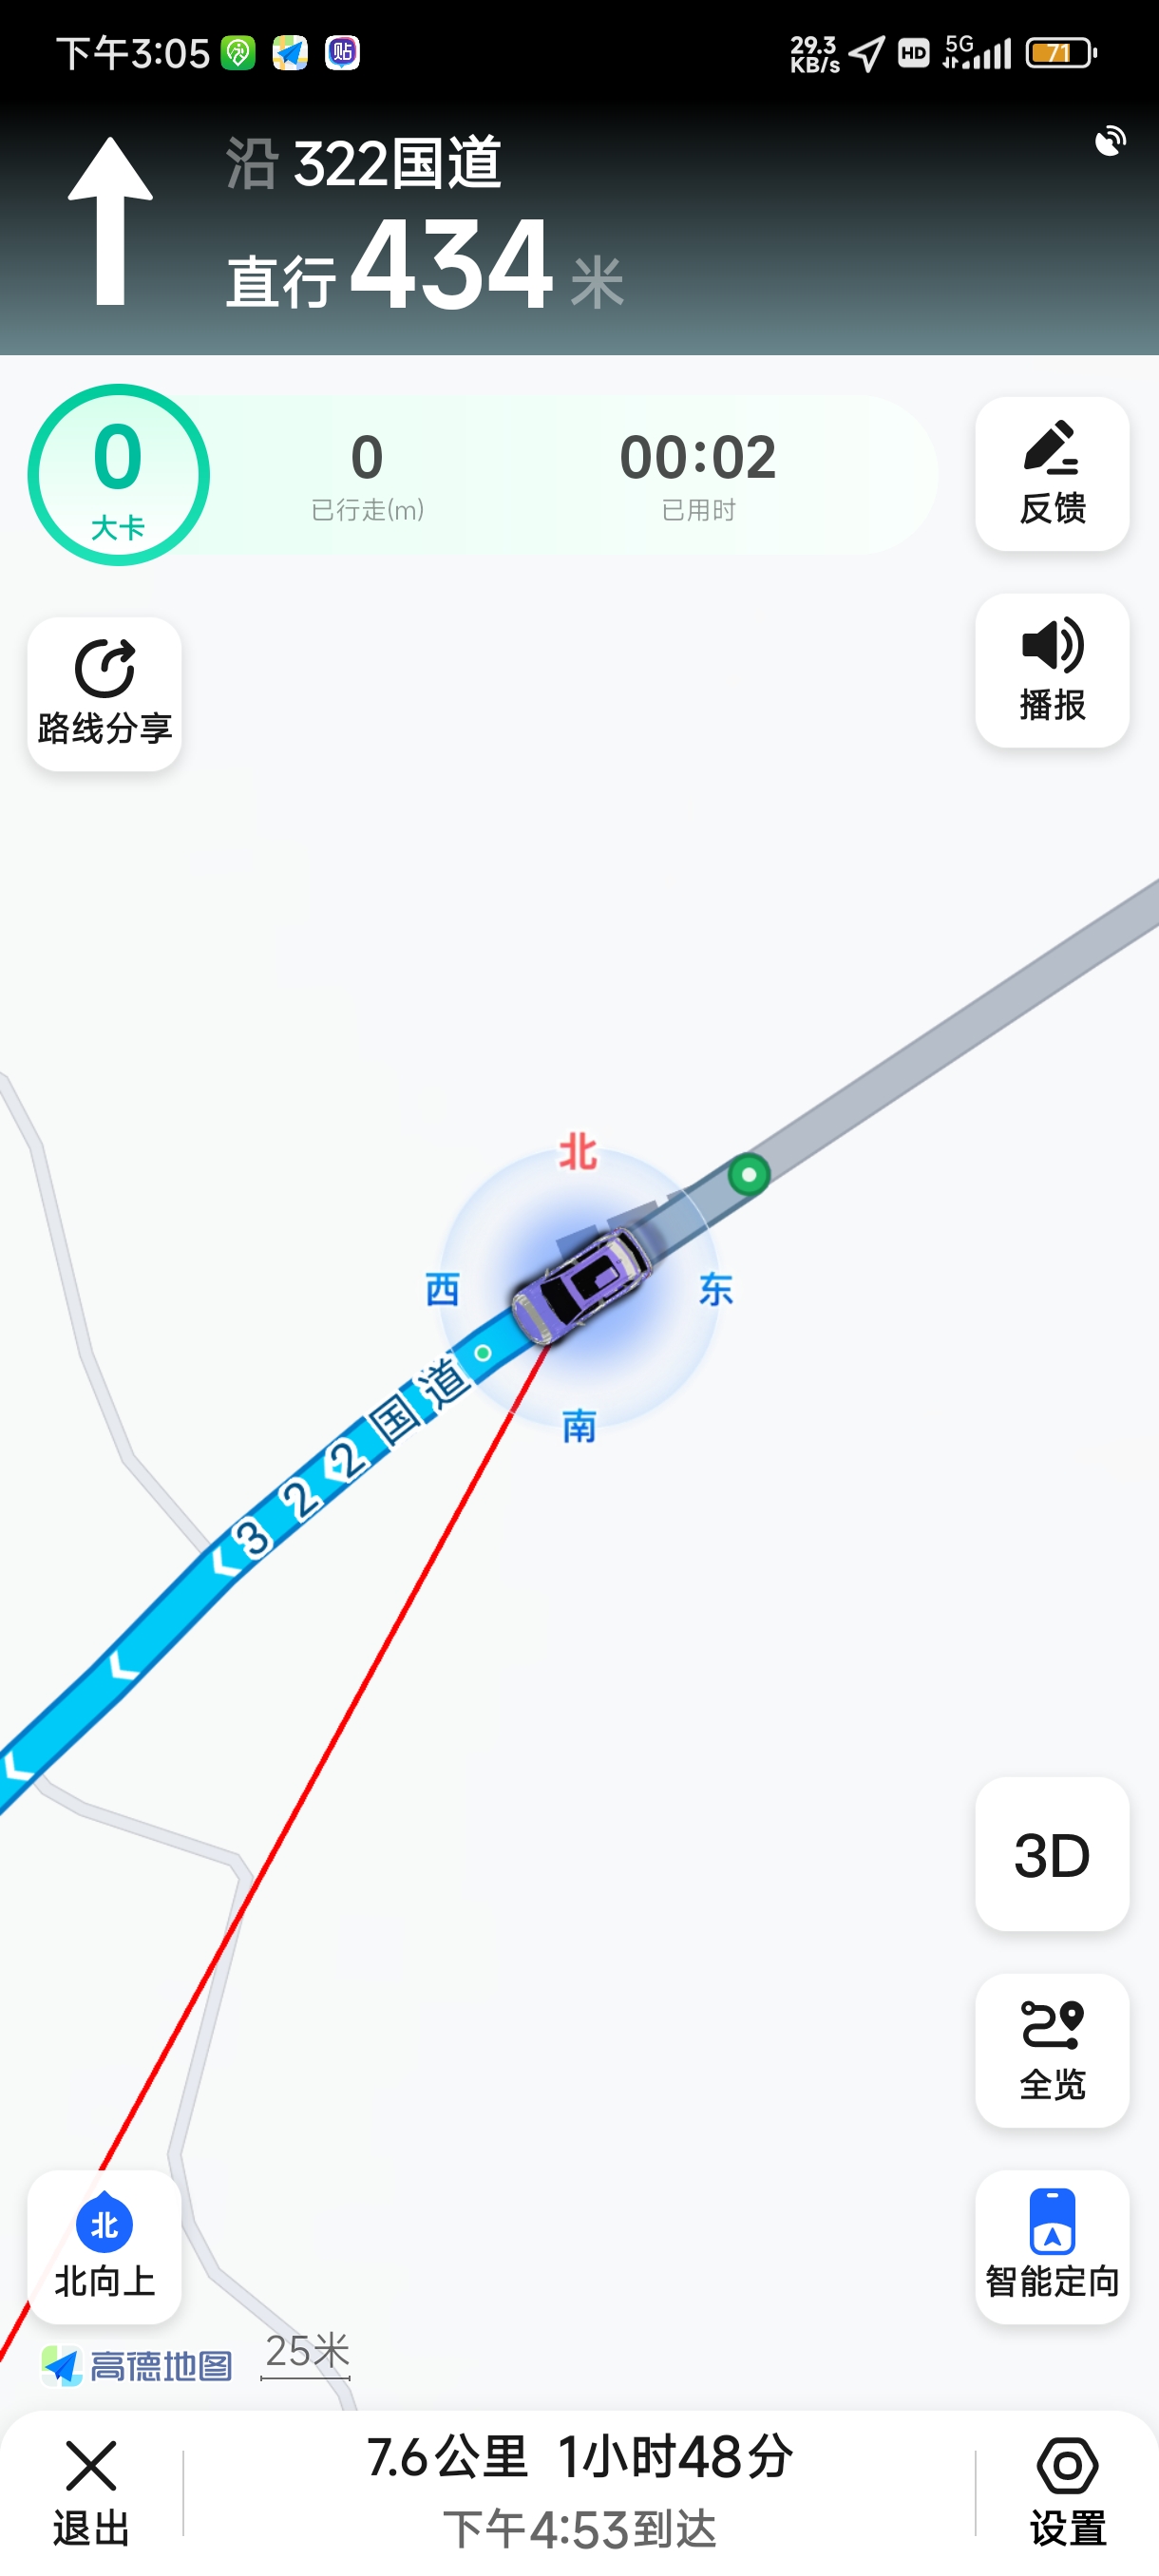 下午3:05 贴 29.3 KB/s HD 5G 71
沿 322国道
直行 434 米
0
大卡
0
已行走(m)
00:02
已用时
反馈
路线分享
播报
北
西
东
南
322国道
3D
全览
北
北向上
智能定向
高德地图
25米
退出
7.6公里 1小时48分
下午4:53到达
设置